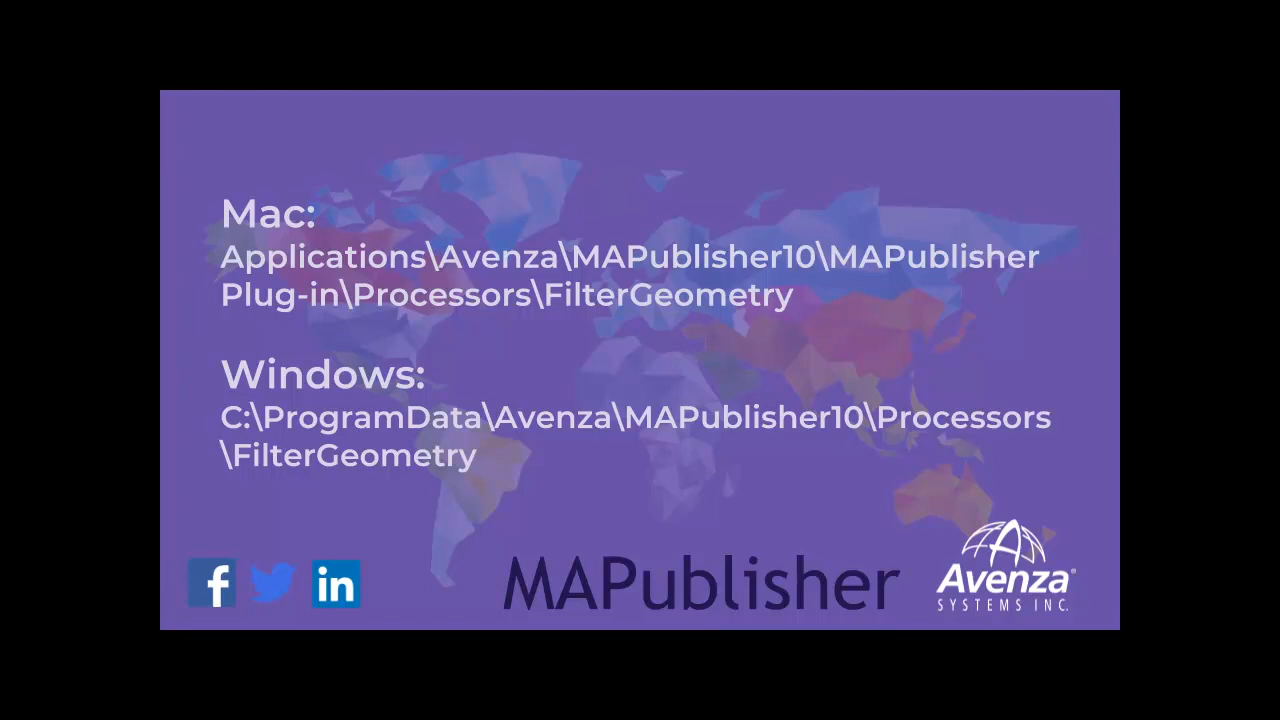 Mac:
Applications\Avenza\MAPublisher10\MAPublisher
Plug-in\Processors\FilterGeometry
Windows:
C:\ProgramData\Avenza\MAPublisher10\Processors
\FilterGeometry
f
in
MAPublisher
Avenza®
SYSTEMS INC.